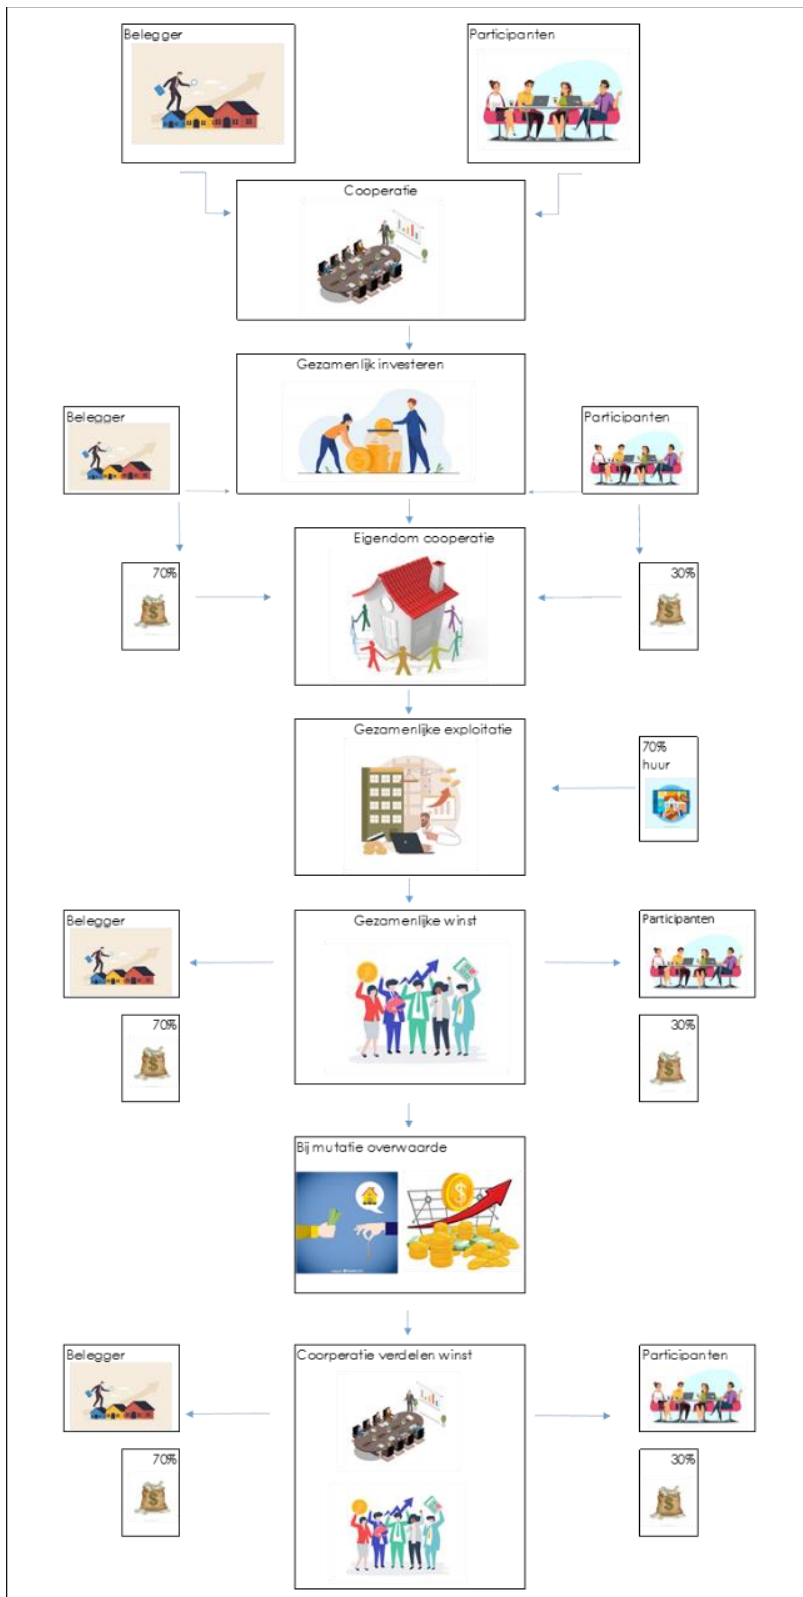 Belegger
Participanten
Cooperatie
Gezamenlijk investeren
Belegger
Participanten
Eigendom cooperatie
70%
30%
Gezamenlijke exploitatie
70%
huur
Belegger
Gezamenlijke winst
Participanten
70%
30%
Bij mutatie overwaarde
Belegger
Coorperatie verdelen winst
Participanten
70%
30%